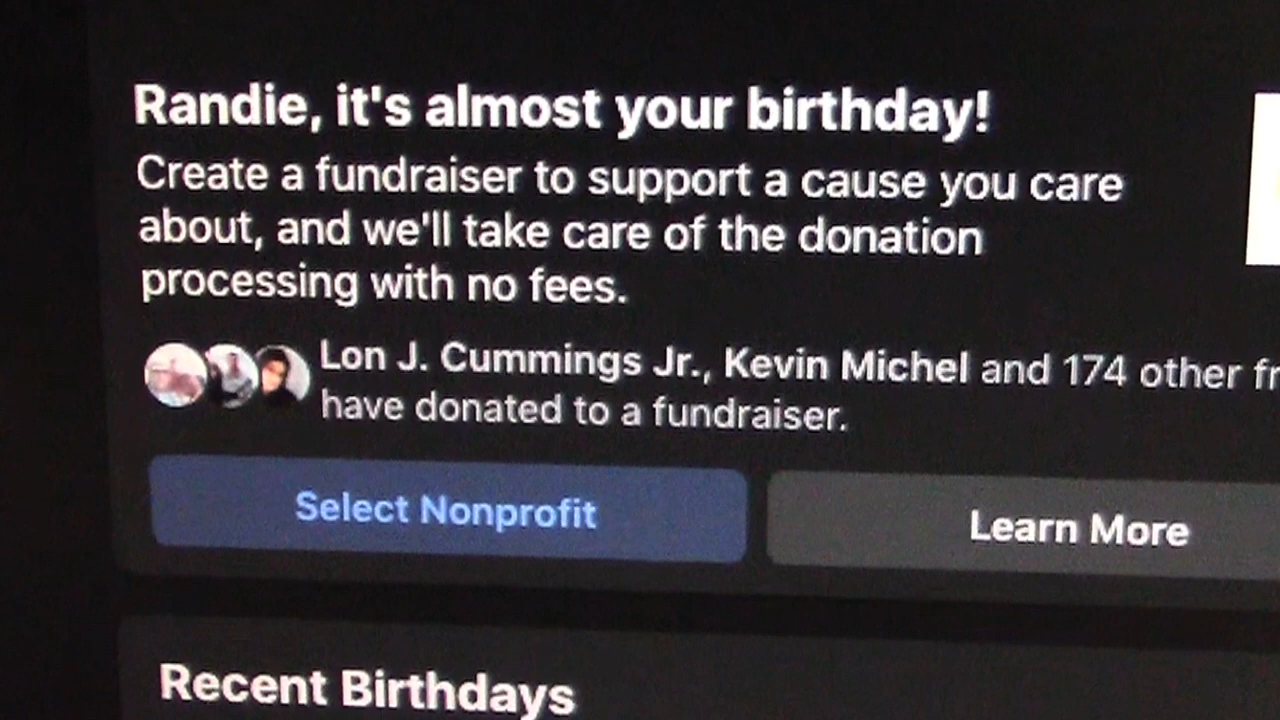 Randie, it's almost your birthday!
Create a fundraiser to support a cause you care
about, and we'll take care of the donation
processing with no fees.
Lon J. Cummings Jr., Kevin Michel and 174 other fr
have donated to a fundraiser.
Select Nonprofit
Learn More
Recent Birthdays